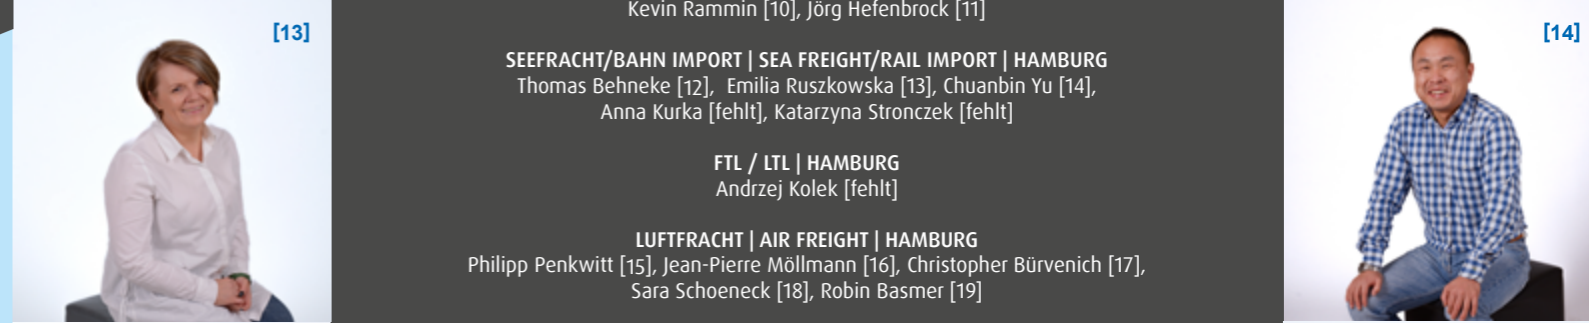 Kevin Rammin [10], Jörg Hefenbrock [11]
[13]
[14]
SEEFRACHT/BAHN IMPORT | SEA FREIGHT/RAIL IMPORT | HAMBURG
Thomas Behneke [12], Emilia Ruszkowska [13], Chuanbin Yu [14],
Anna Kurka [fehlt], Katarzyna Stronczek [fehlt]
FTL / LTL | HAMBURG
Andrzej Kolek [fehlt]
LUFTFRACHT | AIR FREIGHT | HAMBURG
Philipp Penkwitt [15], Jean-Pierre Möllmann [16], Christopher Bürvenich [17],
Sara Schoeneck [18], Robin Basmer [19]